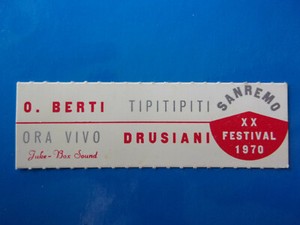 O. BERTI TIPITIPITI
ORA VIVO DRUSIANI
Juke-Box Sound
SANREMO
XX
FESTIVAL
1970